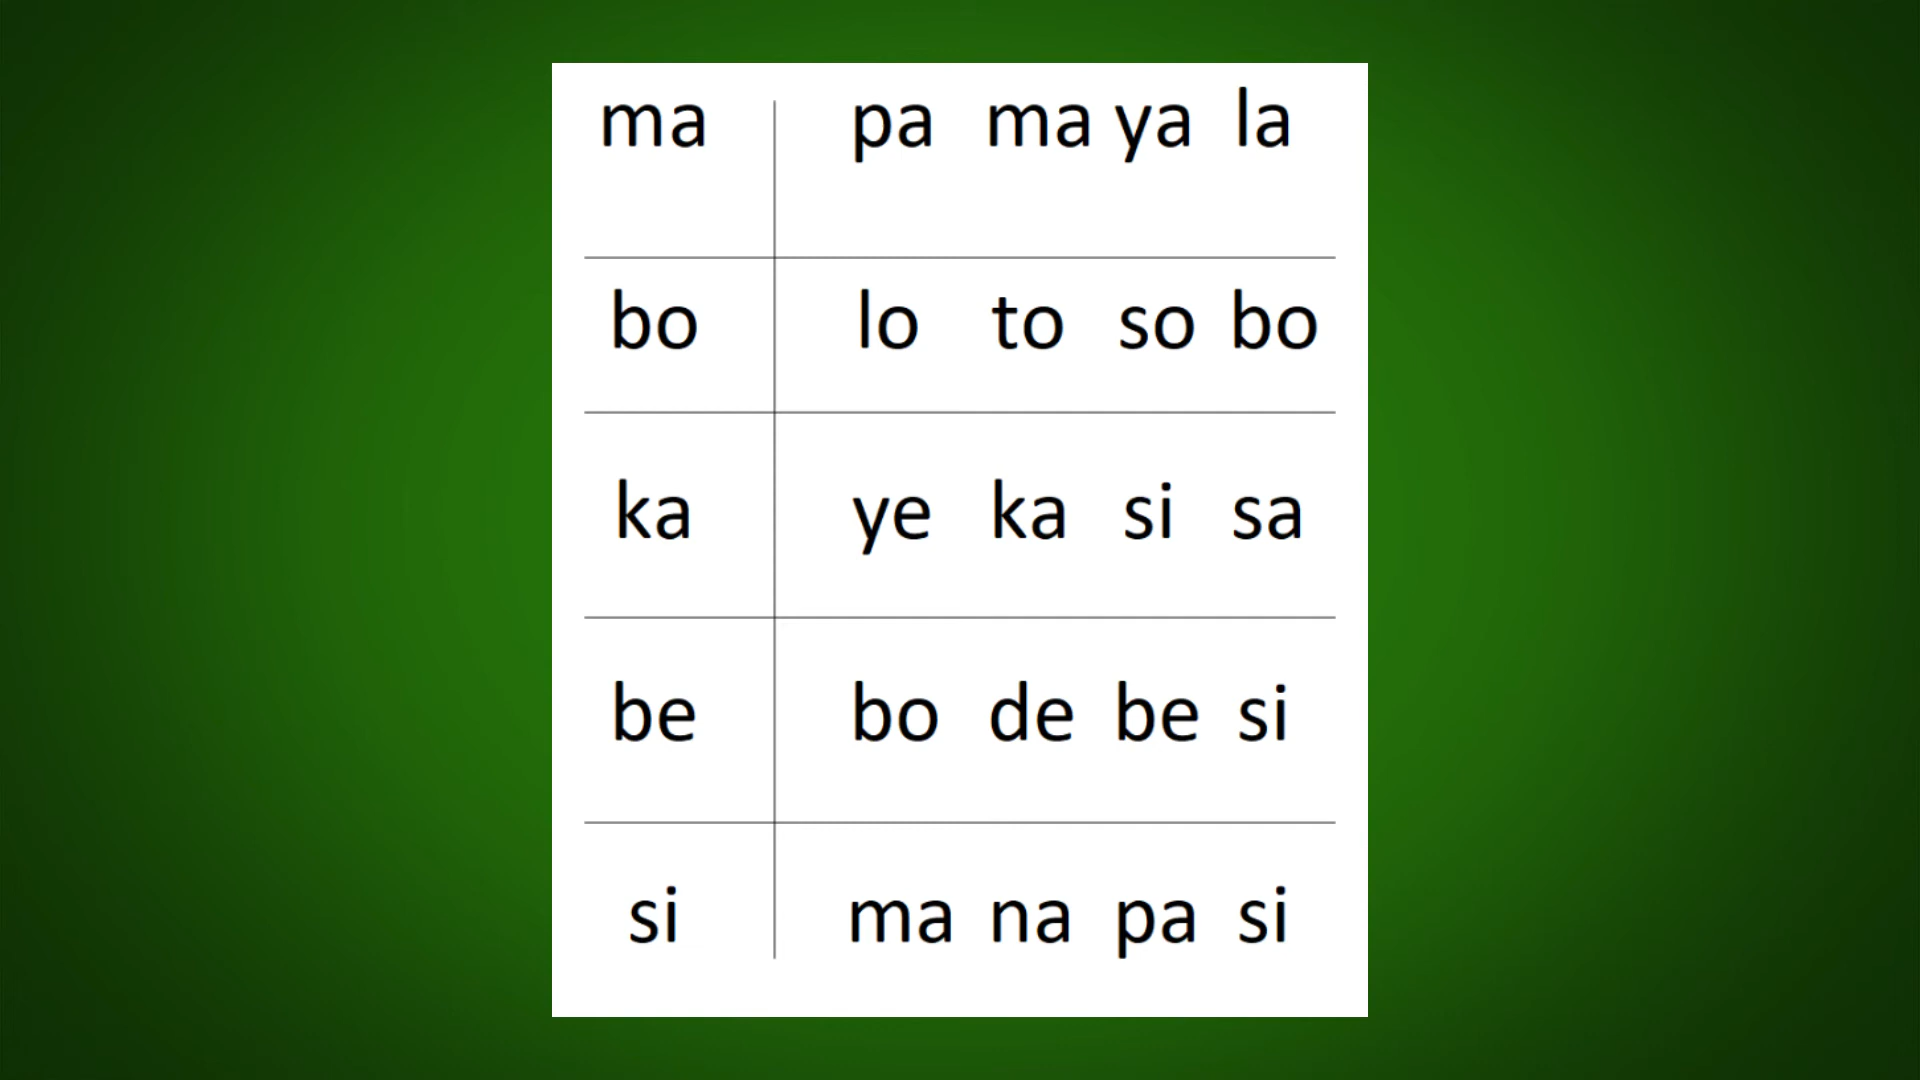 ma pa ma ya la
bo lo to so bo
ka ye ka si sa
be bo de be si
si ma na pa si